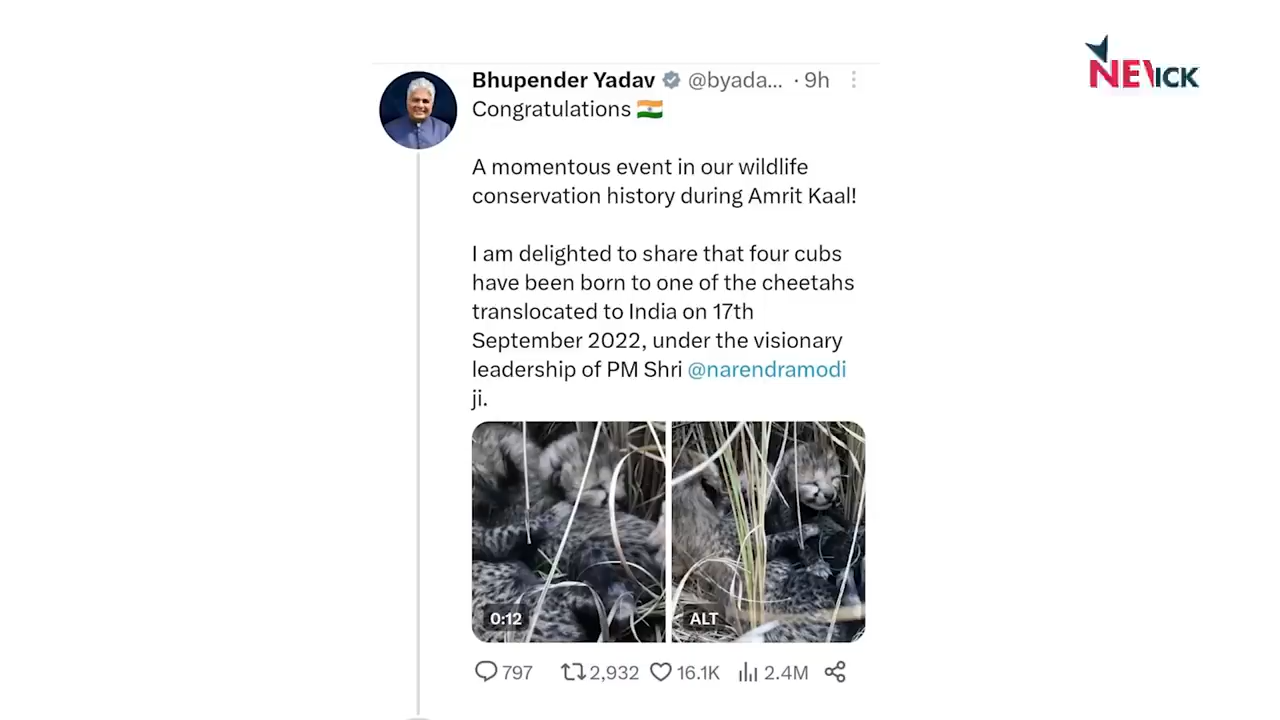 Bhupender Yadav @byada... · 9h
Congratulations 🇮🇳
A momentous event in our wildlife
conservation history during Amrit Kaal!
I am delighted to share that four cubs
have been born to one of the cheetahs
translocated to India on 17th
September 2022, under the visionary
leadership of PM Shri @narendramodi
ji.
0:12
ALT
797 2,932 16.1K 2.4M